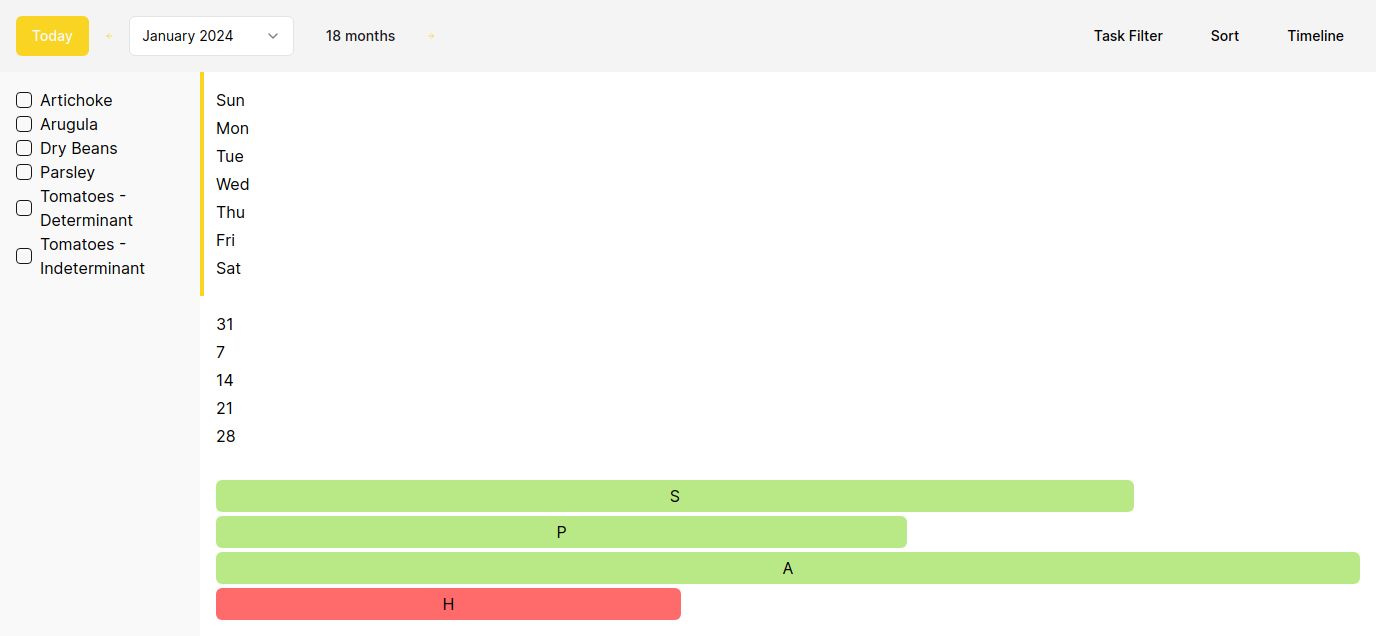 Today ← January 2024 18 months → Task Filter Sort Timeline
Artichoke
Arugula
Dry Beans
Parsley
Tomatoes -
Determinant
Tomatoes -
Indeterminant
Sun
Mon
Tue
Wed
Thu
Fri
Sat
31
7
14
21
28
S
P
A
H